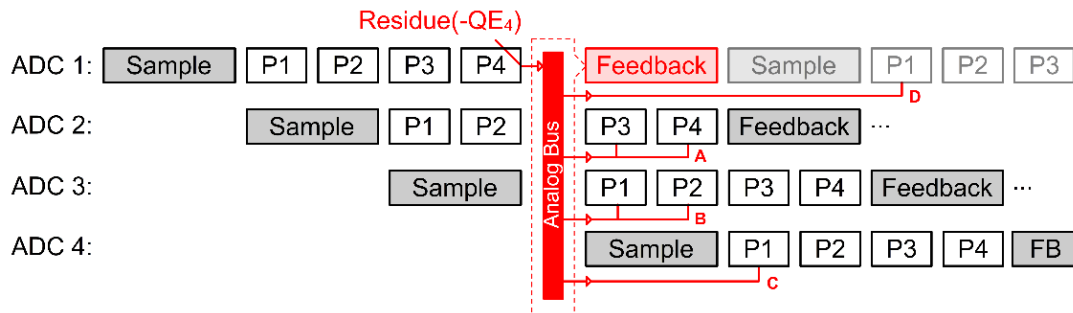 Residue(-QE4)
ADC 1: Sample P1 P2 P3 P4 Feedback Sample P1 P2 P3
D
ADC 2: Sample P1 P2 P3 P4 Feedback ...
A
ADC 3: Sample P1 P2 P3 P4 Feedback ...
B
ADC 4: Sample P1 P2 P3 P4 FB
C
Analog Bus